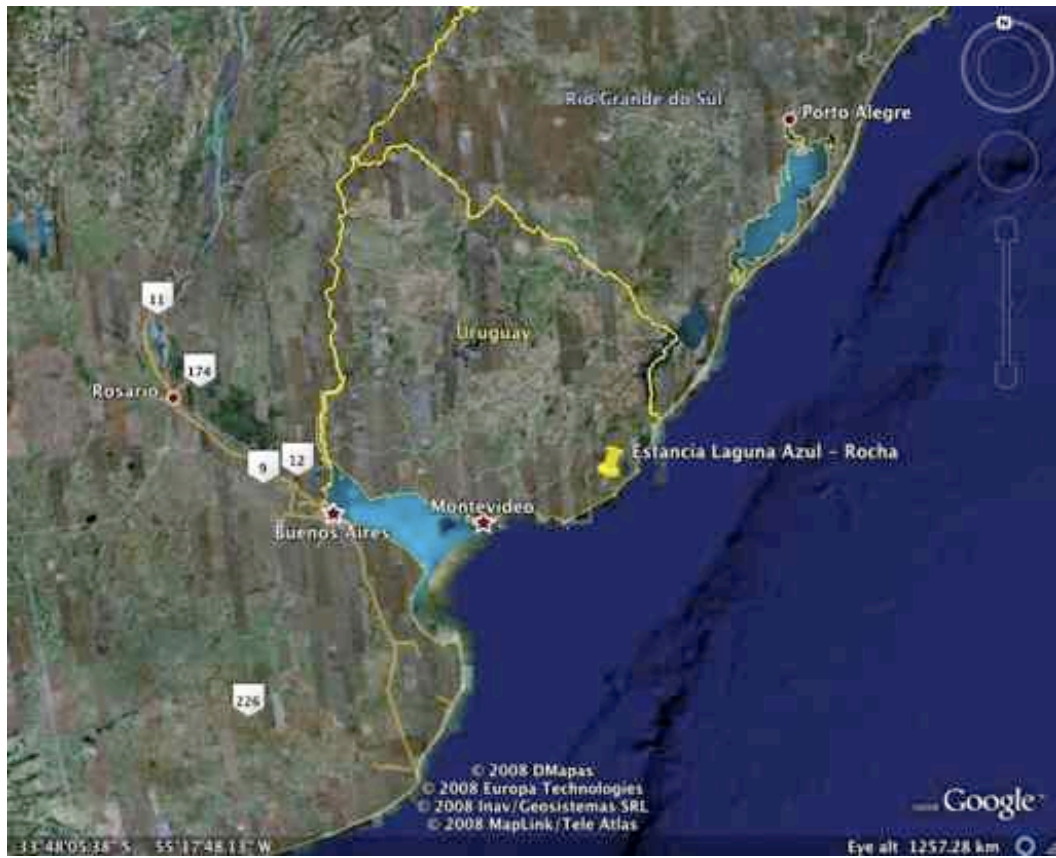 N
Rio Grande do Sul
Porto Alegre
11
Uruguay
174
Rosario
Estancia Laguna Azul - Rocha
12
9
Montevideo
Buenos Aires
226
© 2008 DMapas
© 2008 Europa Technologies
© 2008 Inav/Geosistemas SRL
© 2008 MapLink/Tele Atlas
Google
33°48'05.38" S 55°17'48.13" W
Eye alt 1257.28 km